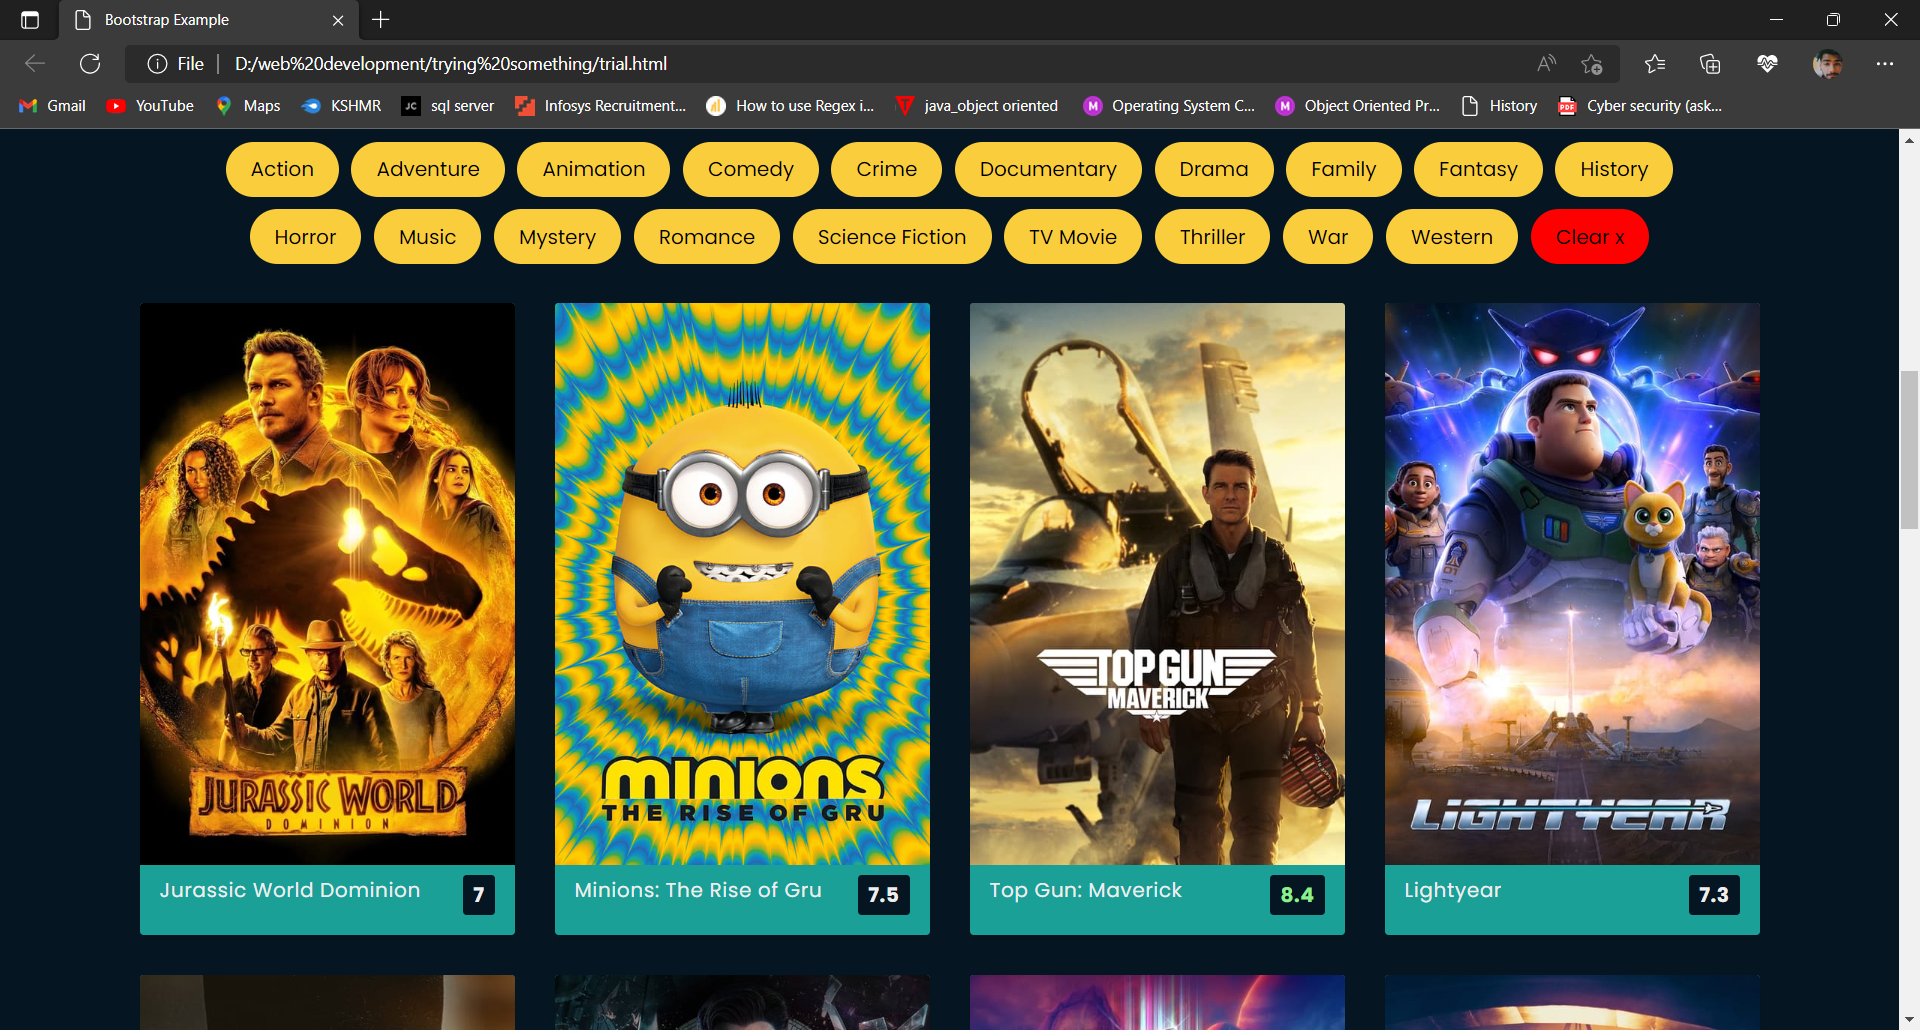 Bootstrap Example
File D:/web%20development/trying%20something/trial.html
Gmail YouTube Maps KSHMR sql server Infosys Recruitment... How to use Regex i... java_object oriented Operating System C... Object Oriented Pr... History Cyber security (ask...
Action Adventure Animation Comedy Crime Documentary Drama Family Fantasy History
Horror Music Mystery Romance Science Fiction TV Movie Thriller War Western Clear x
JURASSIC WORLD
DOMINION
MINIONS
THE RISE OF GRU
TOP GUN
MAVERICK
LIGHTYEAR
Jurassic World Dominion 7
Minions: The Rise of Gru 7.5
Top Gun: Maverick 8.4
Lightyear 7.3